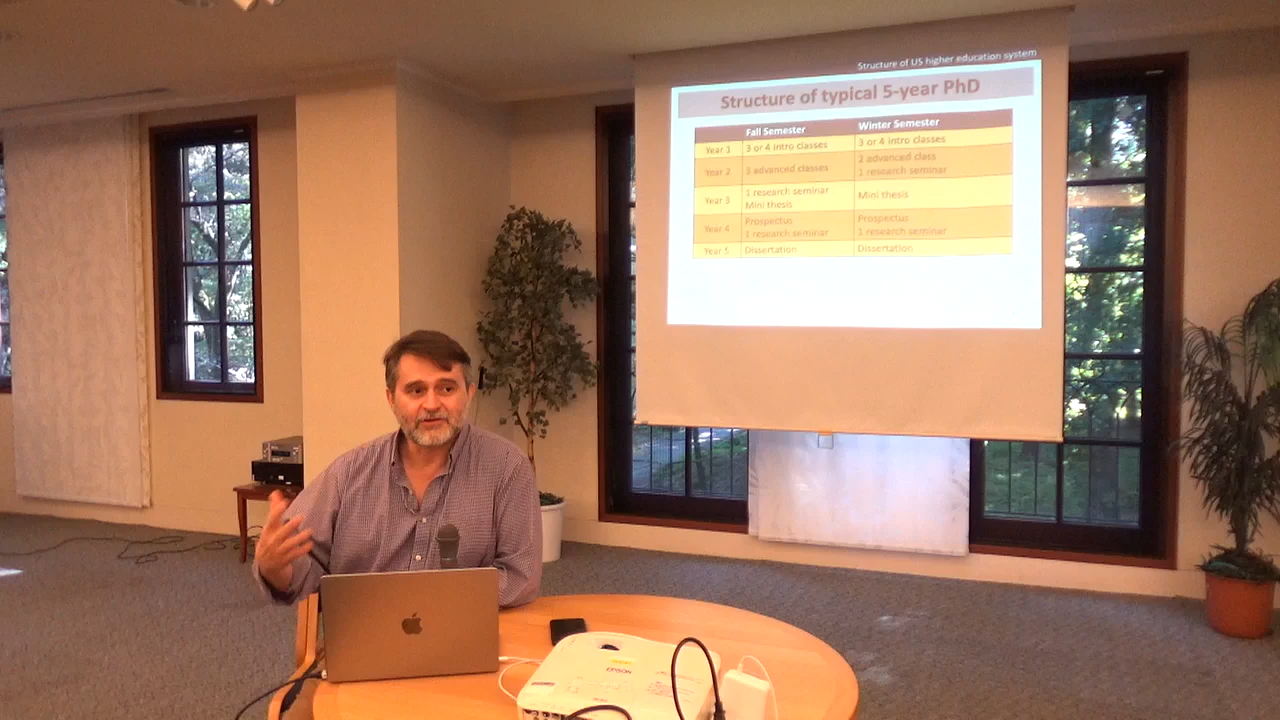 Structure of US higher education system
Structure of typical 5-year PhD
Fall Semester Winter Semester
Year 1 3 or 4 intro classes 3 or 4 intro classes
Year 2 3 advanced classes 2 advanced class
1 research seminar
Year 3 1 research seminar Mini thesis
Mini thesis
Year 4 Prospectus Prospectus
1 research seminar 1 research seminar
Year 5 Dissertation Dissertation
EPSON